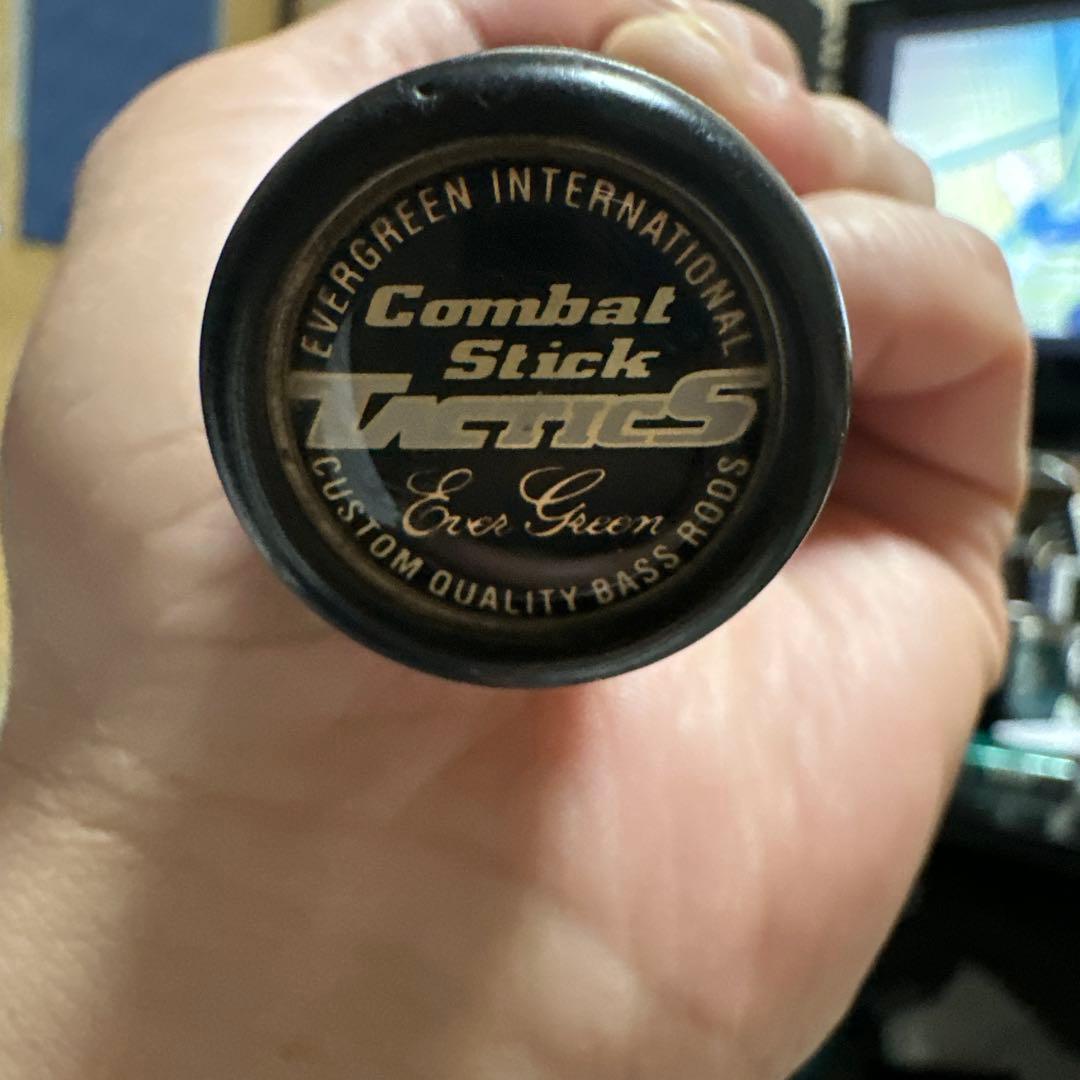 EVERGREEN INTERNATIONAL
Combat
Stick
TACTICS
Ever Green
CUSTOM QUALITY BASS RODS